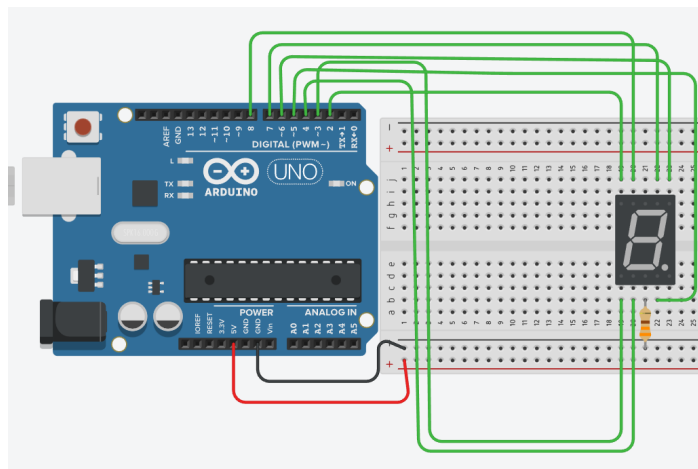 AREF
GND
13
12
~11
~10
~9
8
7
~6
~5
4
~3
2
TX→1
RX←0
DIGITAL (PWM~)
L
TX
RX
UNO
ARDUINO
ON
POWER
ANALOG IN
IOREF
RESET
3.3V
5V
GND
GND
Vin
A0
A1
A2
A3
A4
A5
j
i
h
g
f
e
d
c
b
a